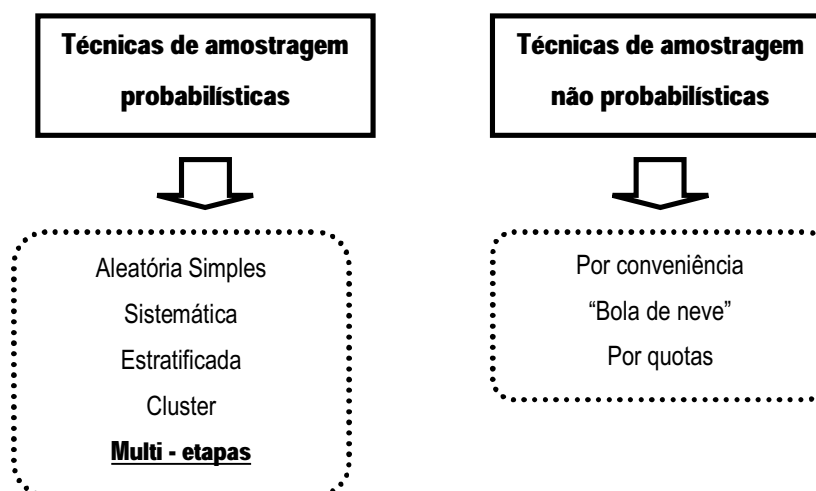 Técnicas de amostragem
probabilísticas
Aleatória Simples
Sistemática
Estratificada
Cluster
Multi - etapas
Técnicas de amostragem
não probabilísticas
Por conveniência
“Bola de neve”
Por quotas